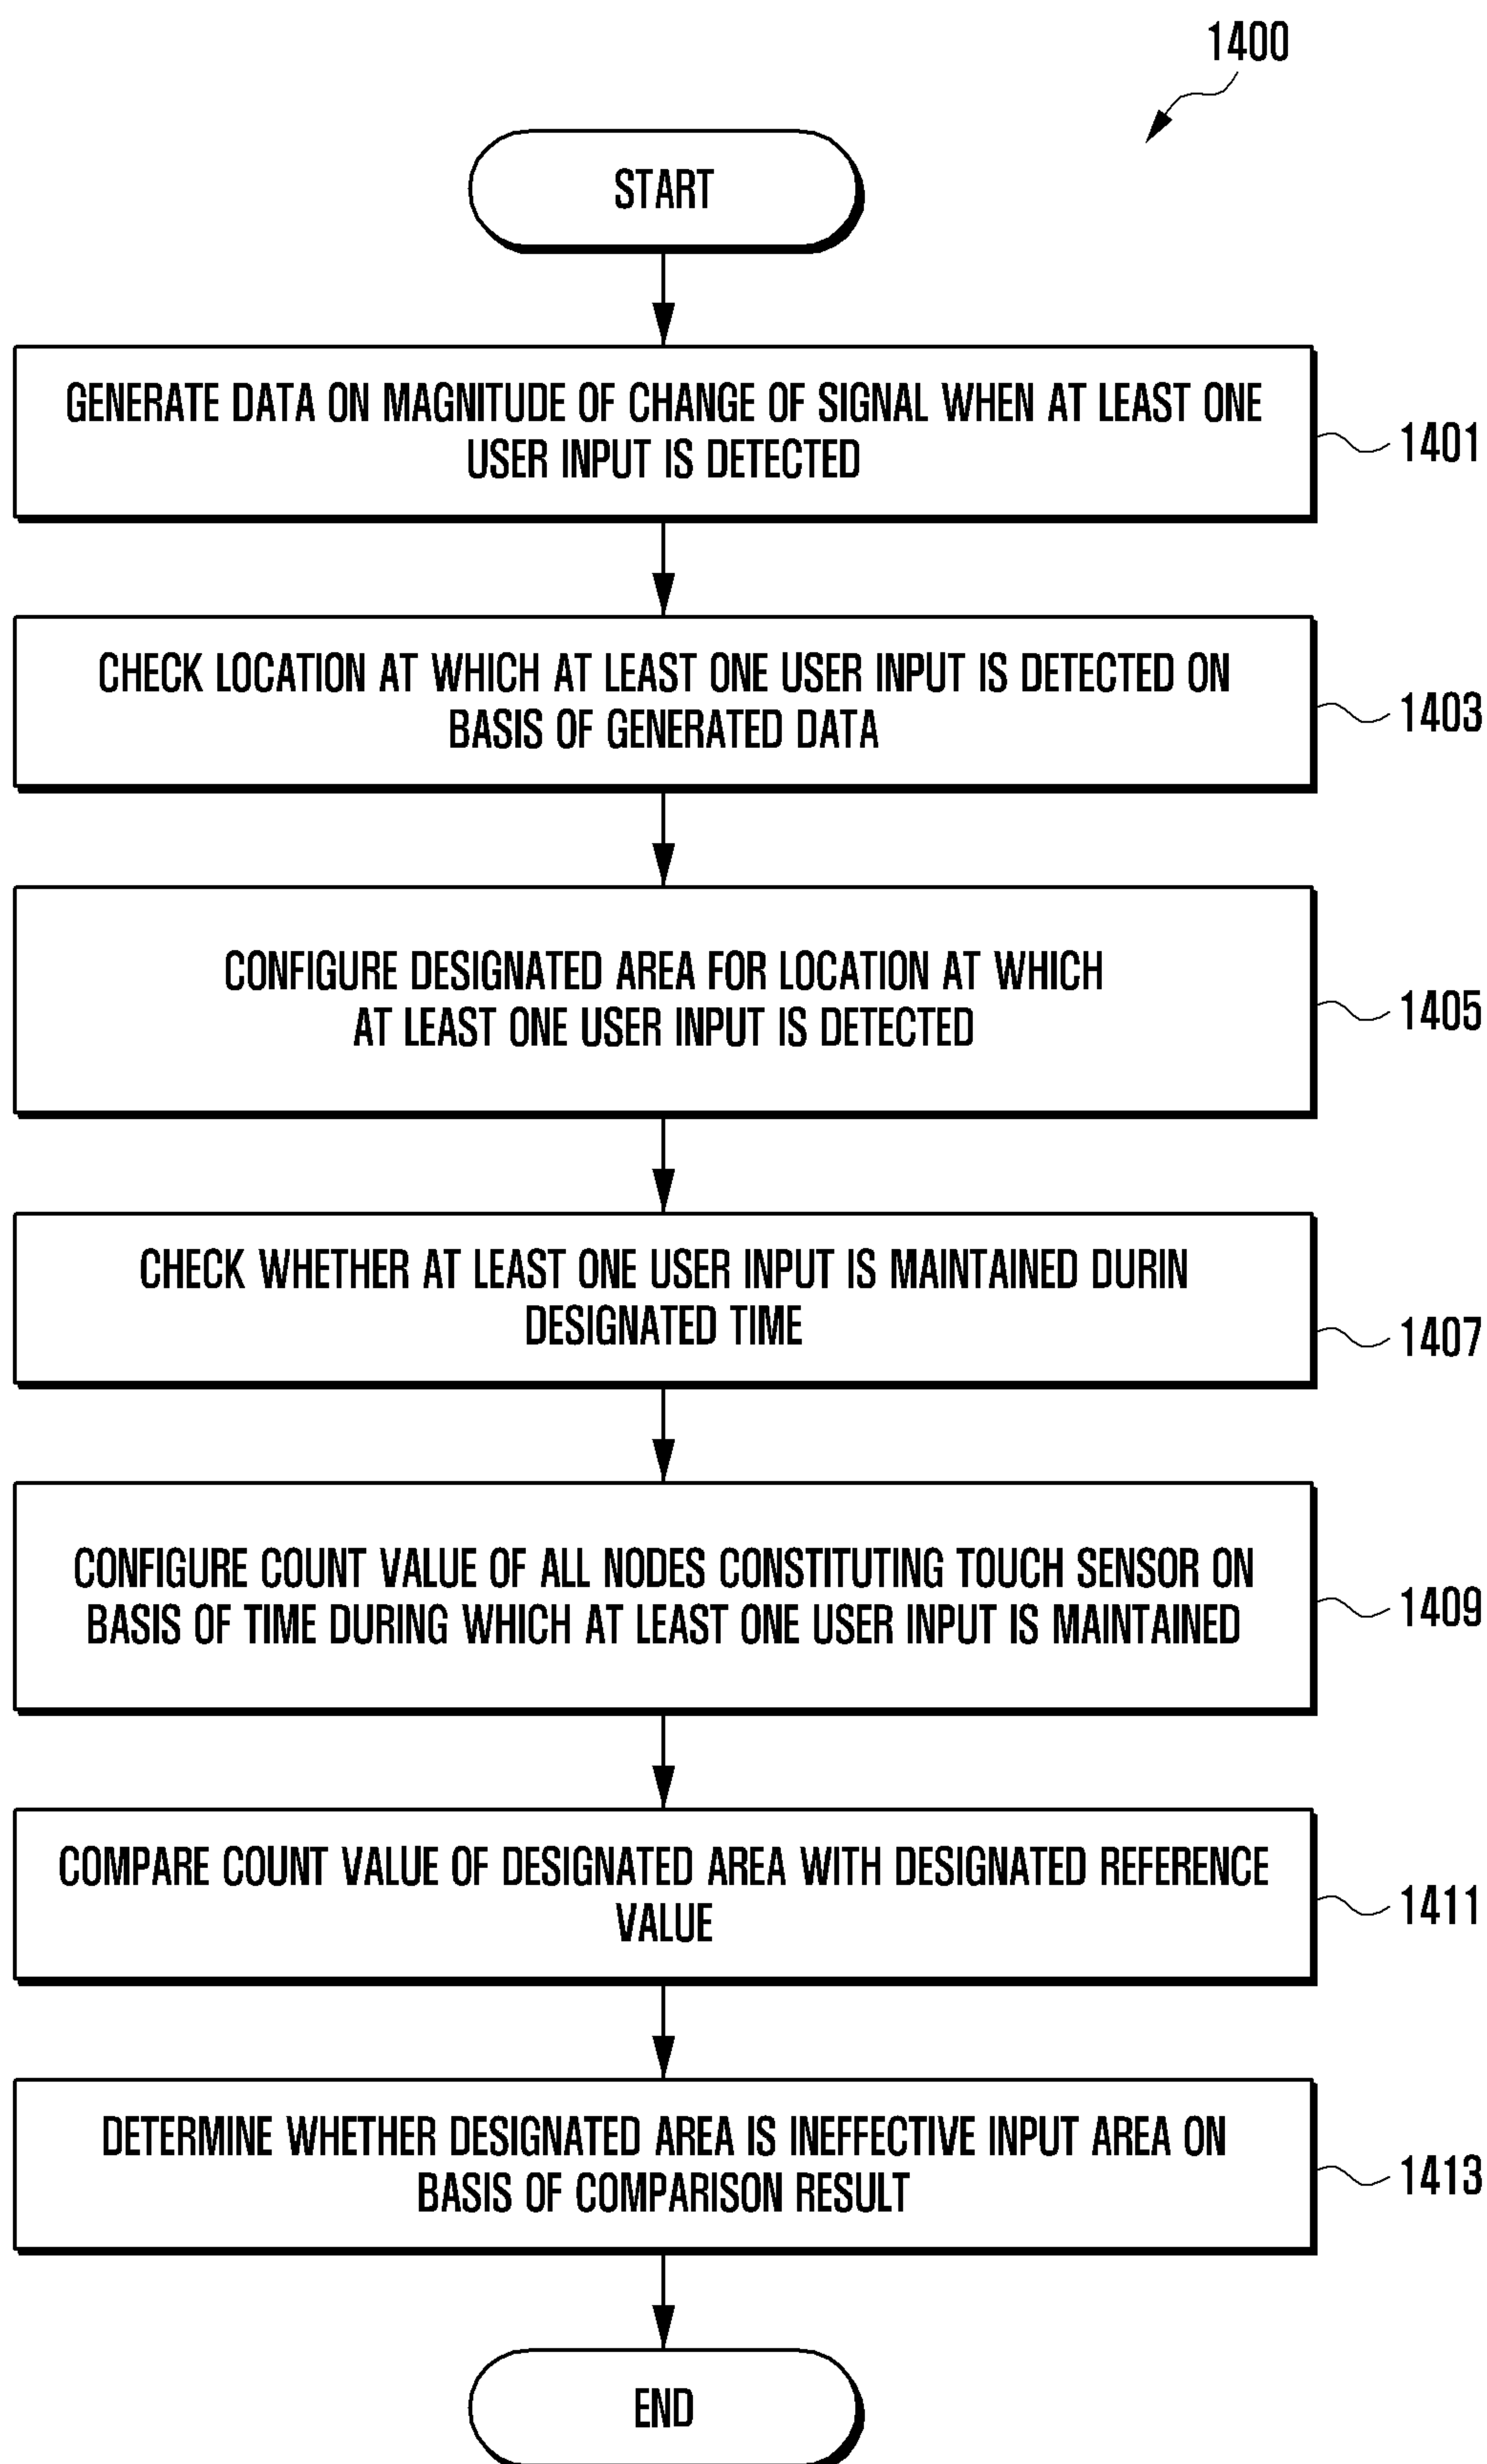 1400
START
GENERATE DATA ON MAGNITUDE OF CHANGE OF SIGNAL WHEN AT LEAST ONE
USER INPUT IS DETECTED
1401
CHECK LOCATION AT WHICH AT LEAST ONE USER INPUT IS DETECTED ON
BASIS OF GENERATED DATA
1403
CONFIGURE DESIGNATED AREA FOR LOCATION AT WHICH
AT LEAST ONE USER INPUT IS DETECTED
1405
CHECK WHETHER AT LEAST ONE USER INPUT IS MAINTAINED DURIN
DESIGNATED TIME
1407
CONFIGURE COUNT VALUE OF ALL NODES CONSTITUTING TOUCH SENSOR ON
BASIS OF TIME DURING WHICH AT LEAST ONE USER INPUT IS MAINTAINED
1409
COMPARE COUNT VALUE OF DESIGNATED AREA WITH DESIGNATED REFERENCE
VALUE
1411
DETERMINE WHETHER DESIGNATED AREA IS INEFFECTIVE INPUT AREA ON
BASIS OF COMPARISON RESULT
1413
END